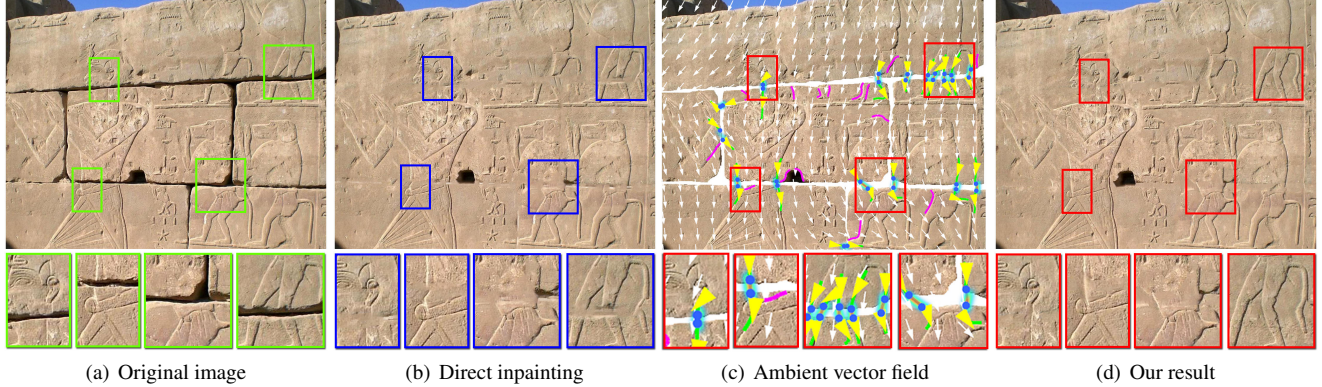 (a) Original image
(b) Direct inpainting
(c) Ambient vector field
(d) Our result